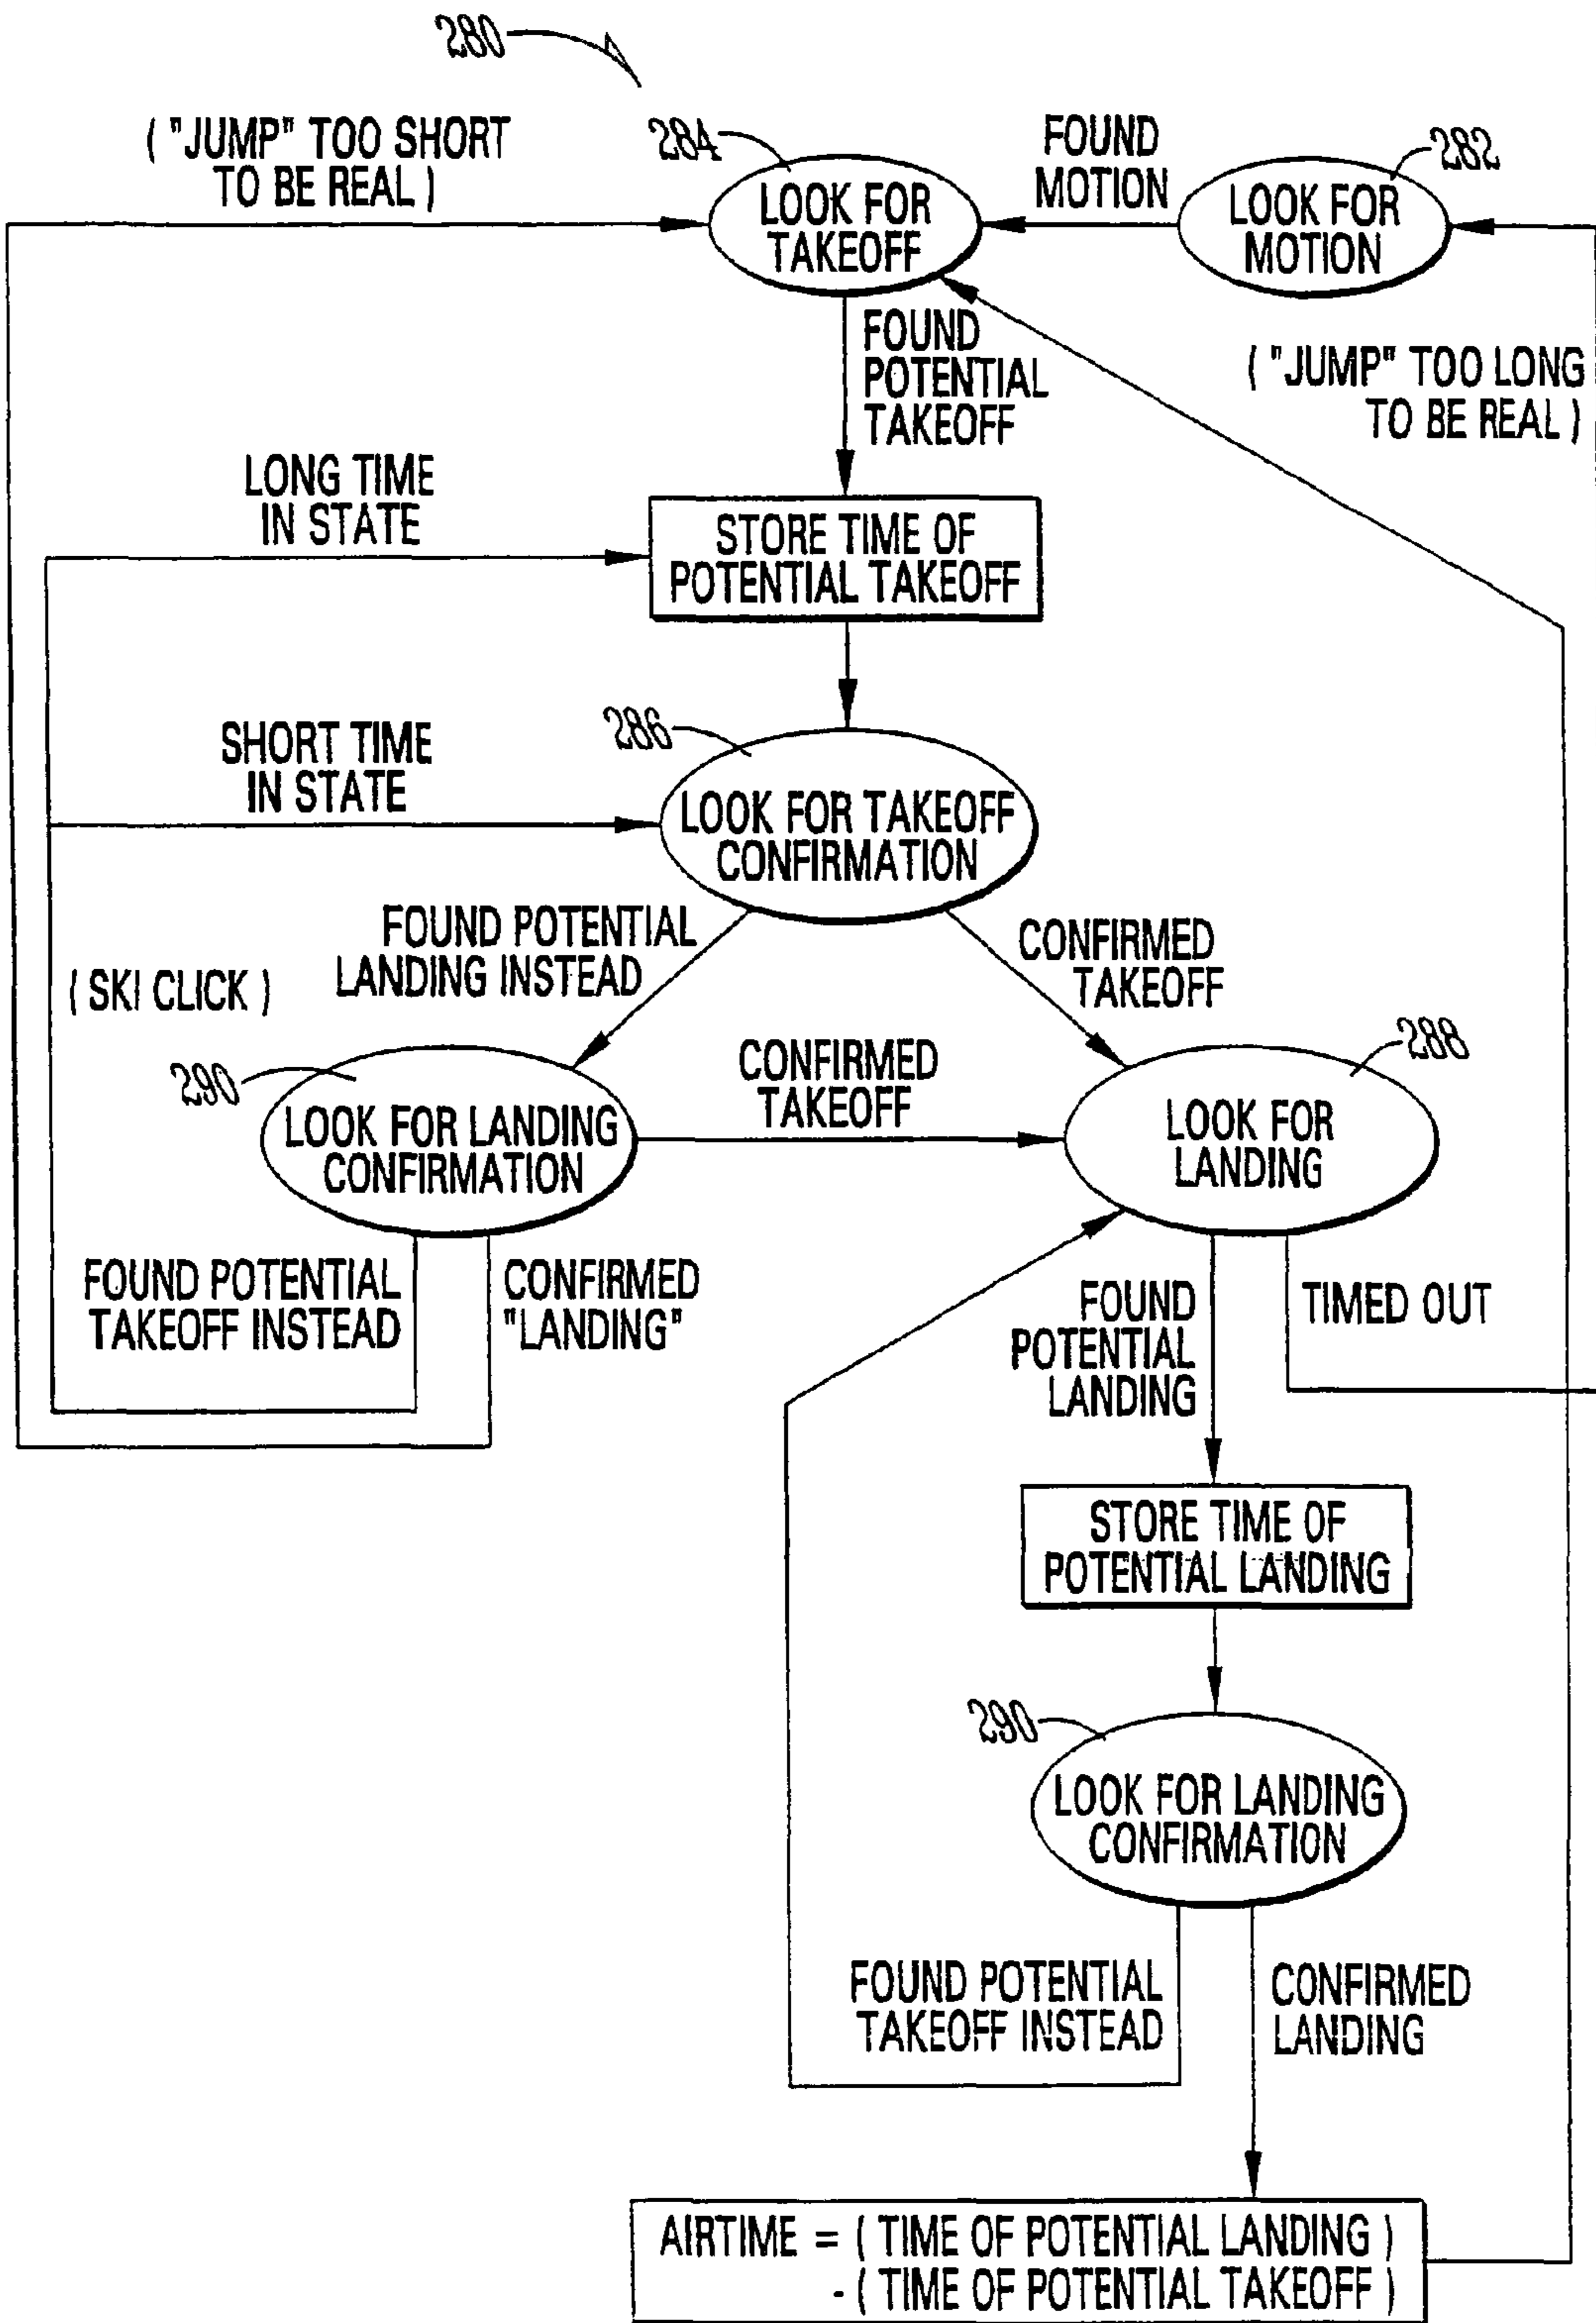 280
( "JUMP" TOO SHORT
TO BE REAL )
284
LOOK FOR
TAKEOFF
FOUND
MOTION
282
LOOK FOR
MOTION
FOUND
POTENTIAL
TAKEOFF
( "JUMP" TOO LONG
TO BE REAL )
LONG TIME
IN STATE
STORE TIME OF
POTENTIAL TAKEOFF
SHORT TIME
IN STATE
286
LOOK FOR TAKEOFF
CONFIRMATION
FOUND POTENTIAL
LANDING INSTEAD
CONFIRMED
TAKEOFF
( SKI CLICK )
290
LOOK FOR LANDING
CONFIRMATION
CONFIRMED
TAKEOFF
288
LOOK FOR
LANDING
FOUND POTENTIAL
TAKEOFF INSTEAD
CONFIRMED
"LANDING"
FOUND
POTENTIAL
LANDING
TIMED OUT
STORE TIME OF
POTENTIAL LANDING
290
LOOK FOR LANDING
CONFIRMATION
FOUND POTENTIAL
TAKEOFF INSTEAD
CONFIRMED
LANDING
AIRTIME = ( TIME OF POTENTIAL LANDING )
- ( TIME OF POTENTIAL TAKEOFF )